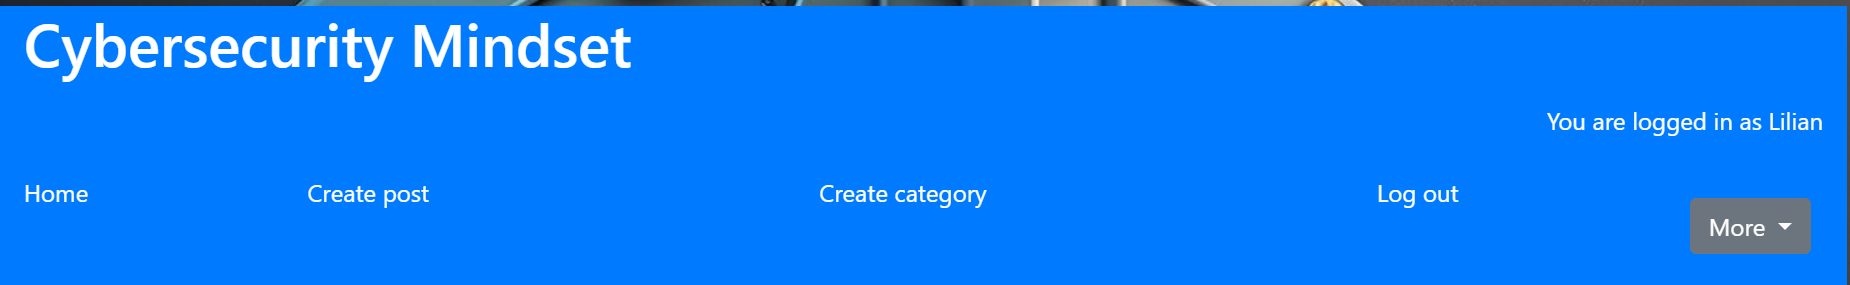 Cybersecurity Mindset
You are logged in as Lilian
Home Create post Create category Log out
More